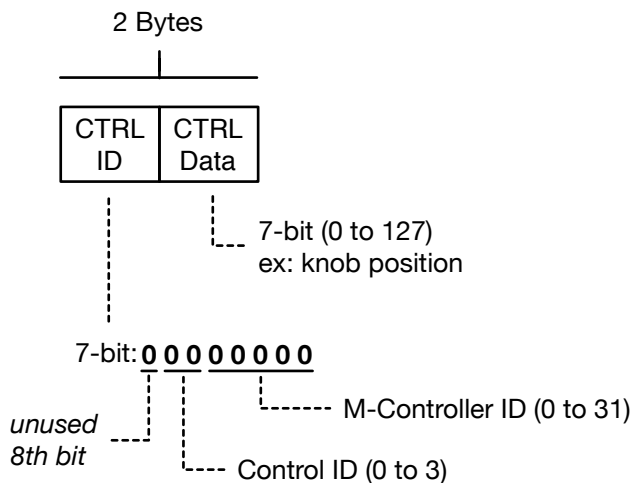 2 Bytes
CTRL
ID
CTRL
Data
7-bit (0 to 127)
ex: knob position
7-bit: 0 0 0 0 0 0 0 0
M-Controller ID (0 to 31)
unused
8th bit
Control ID (0 to 3)